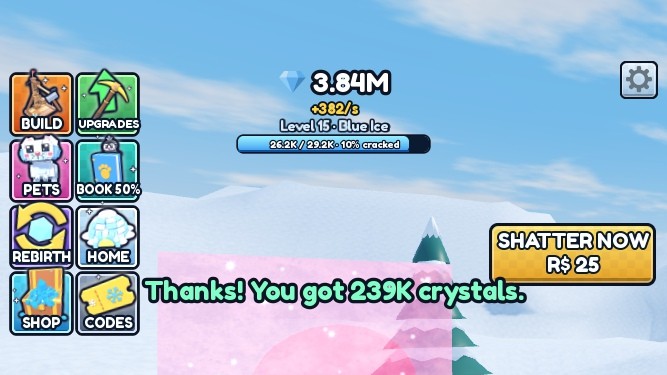 3.84M
+382/s
Level 15 · Blue Ice
26.2K / 29.2K · 10% cracked
BUILD
UPGRADES
PETS
BOOK 50%
REBIRTH
HOME
SHOP
CODES
SHATTER NOW
R$ 25
Thanks! You got 239K crystals.